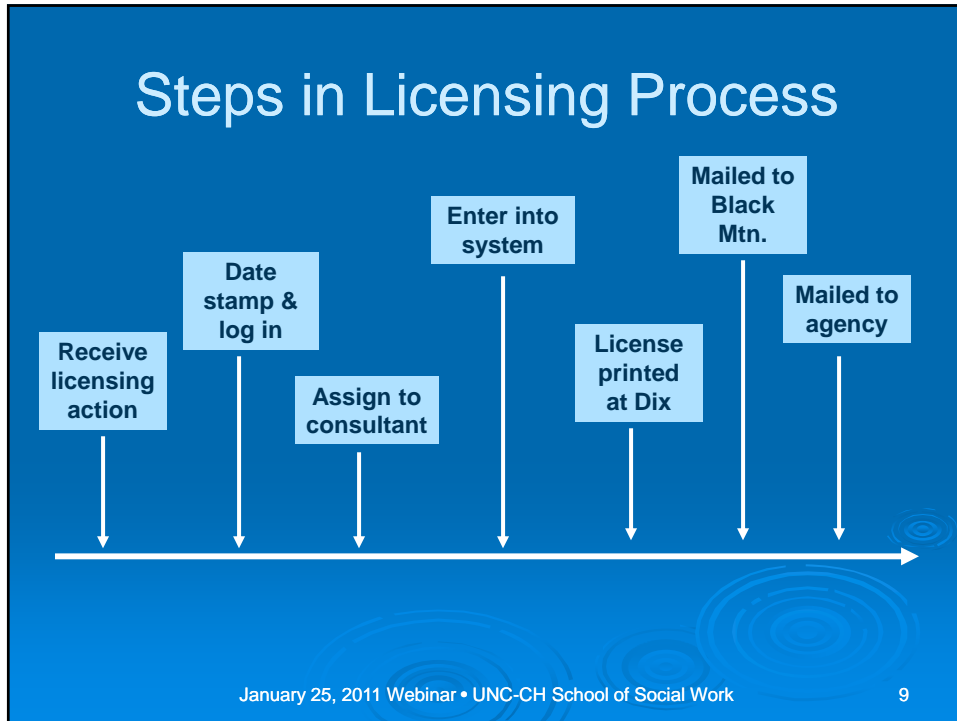 Steps in Licensing Process
Receive
licensing
action
Date
stamp &
log in
Assign to
consultant
Enter into
system
License
printed
at Dix
Mailed to
Black
Mtn.
Mailed to
agency
January 25, 2011 Webinar • UNC-CH School of Social Work
9